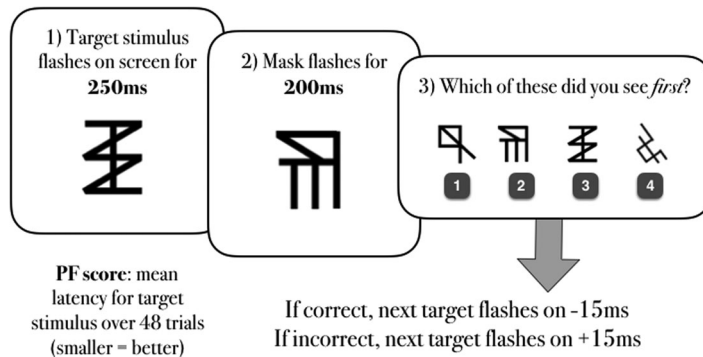 1) Target stimulus
flashes on screen for
250ms
2) Mask flashes for
200ms
3) Which of these did you see first?
1 2 3 4
PF score: mean
latency for target
stimulus over 48 trials
(smaller = better)
If correct, next target flashes on -15ms
If incorrect, next target flashes on +15ms